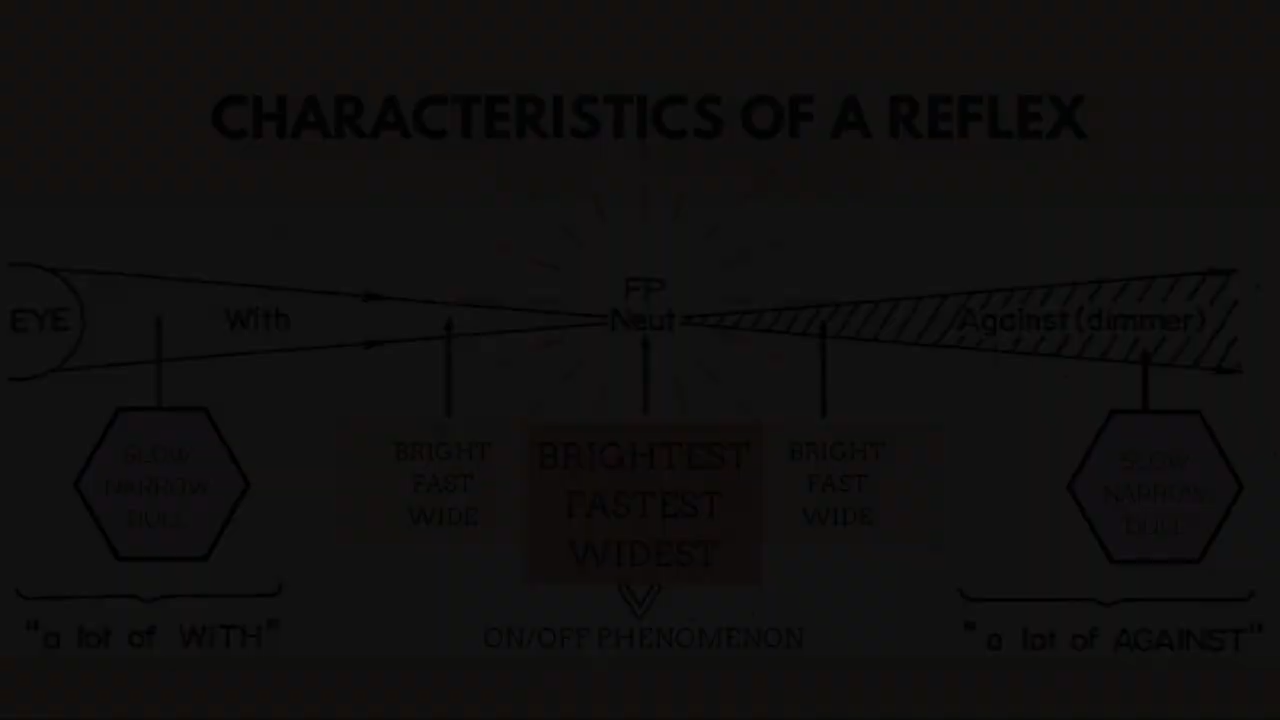 CHARACTERISTICS OF A REFLEX
FP
EYE
With
Neut
Against (dimmer)
SLOW
NARROW
DULL
BRIGHT
FAST
WIDE
BRIGHTEST
FASTEST
WIDEST
BRIGHT
FAST
WIDE
SLOW
NARROW
DULL
"a lot of WITH"
ON/OFF PHENOMENON
"a lot of AGAINST"